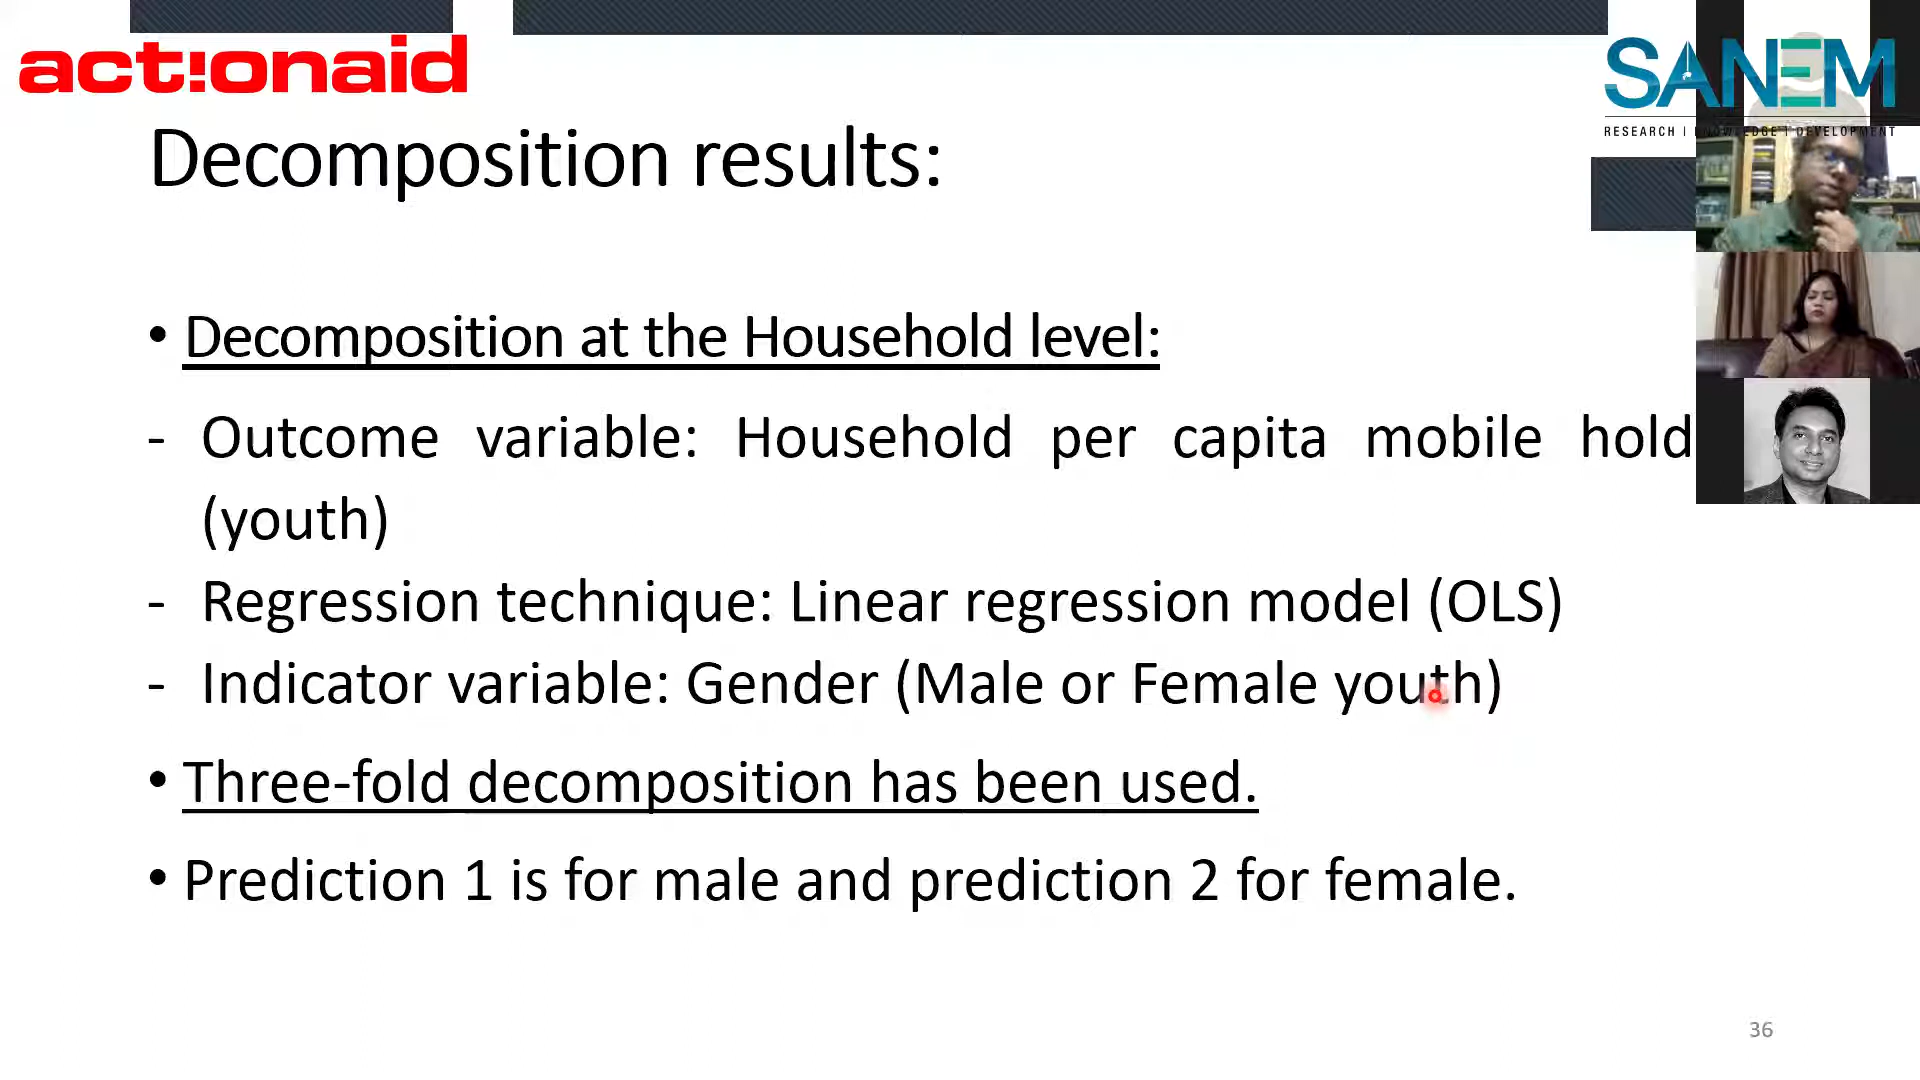 act!onaid
SANEM
RESEARCH | KNOWLEDGE | DEVELOPMENT
Decomposition results:
• Decomposition at the Household level:
- Outcome variable: Household per capita mobile hold
(youth)
- Regression technique: Linear regression model (OLS)
- Indicator variable: Gender (Male or Female youth)
• Three-fold decomposition has been used.
• Prediction 1 is for male and prediction 2 for female.
36